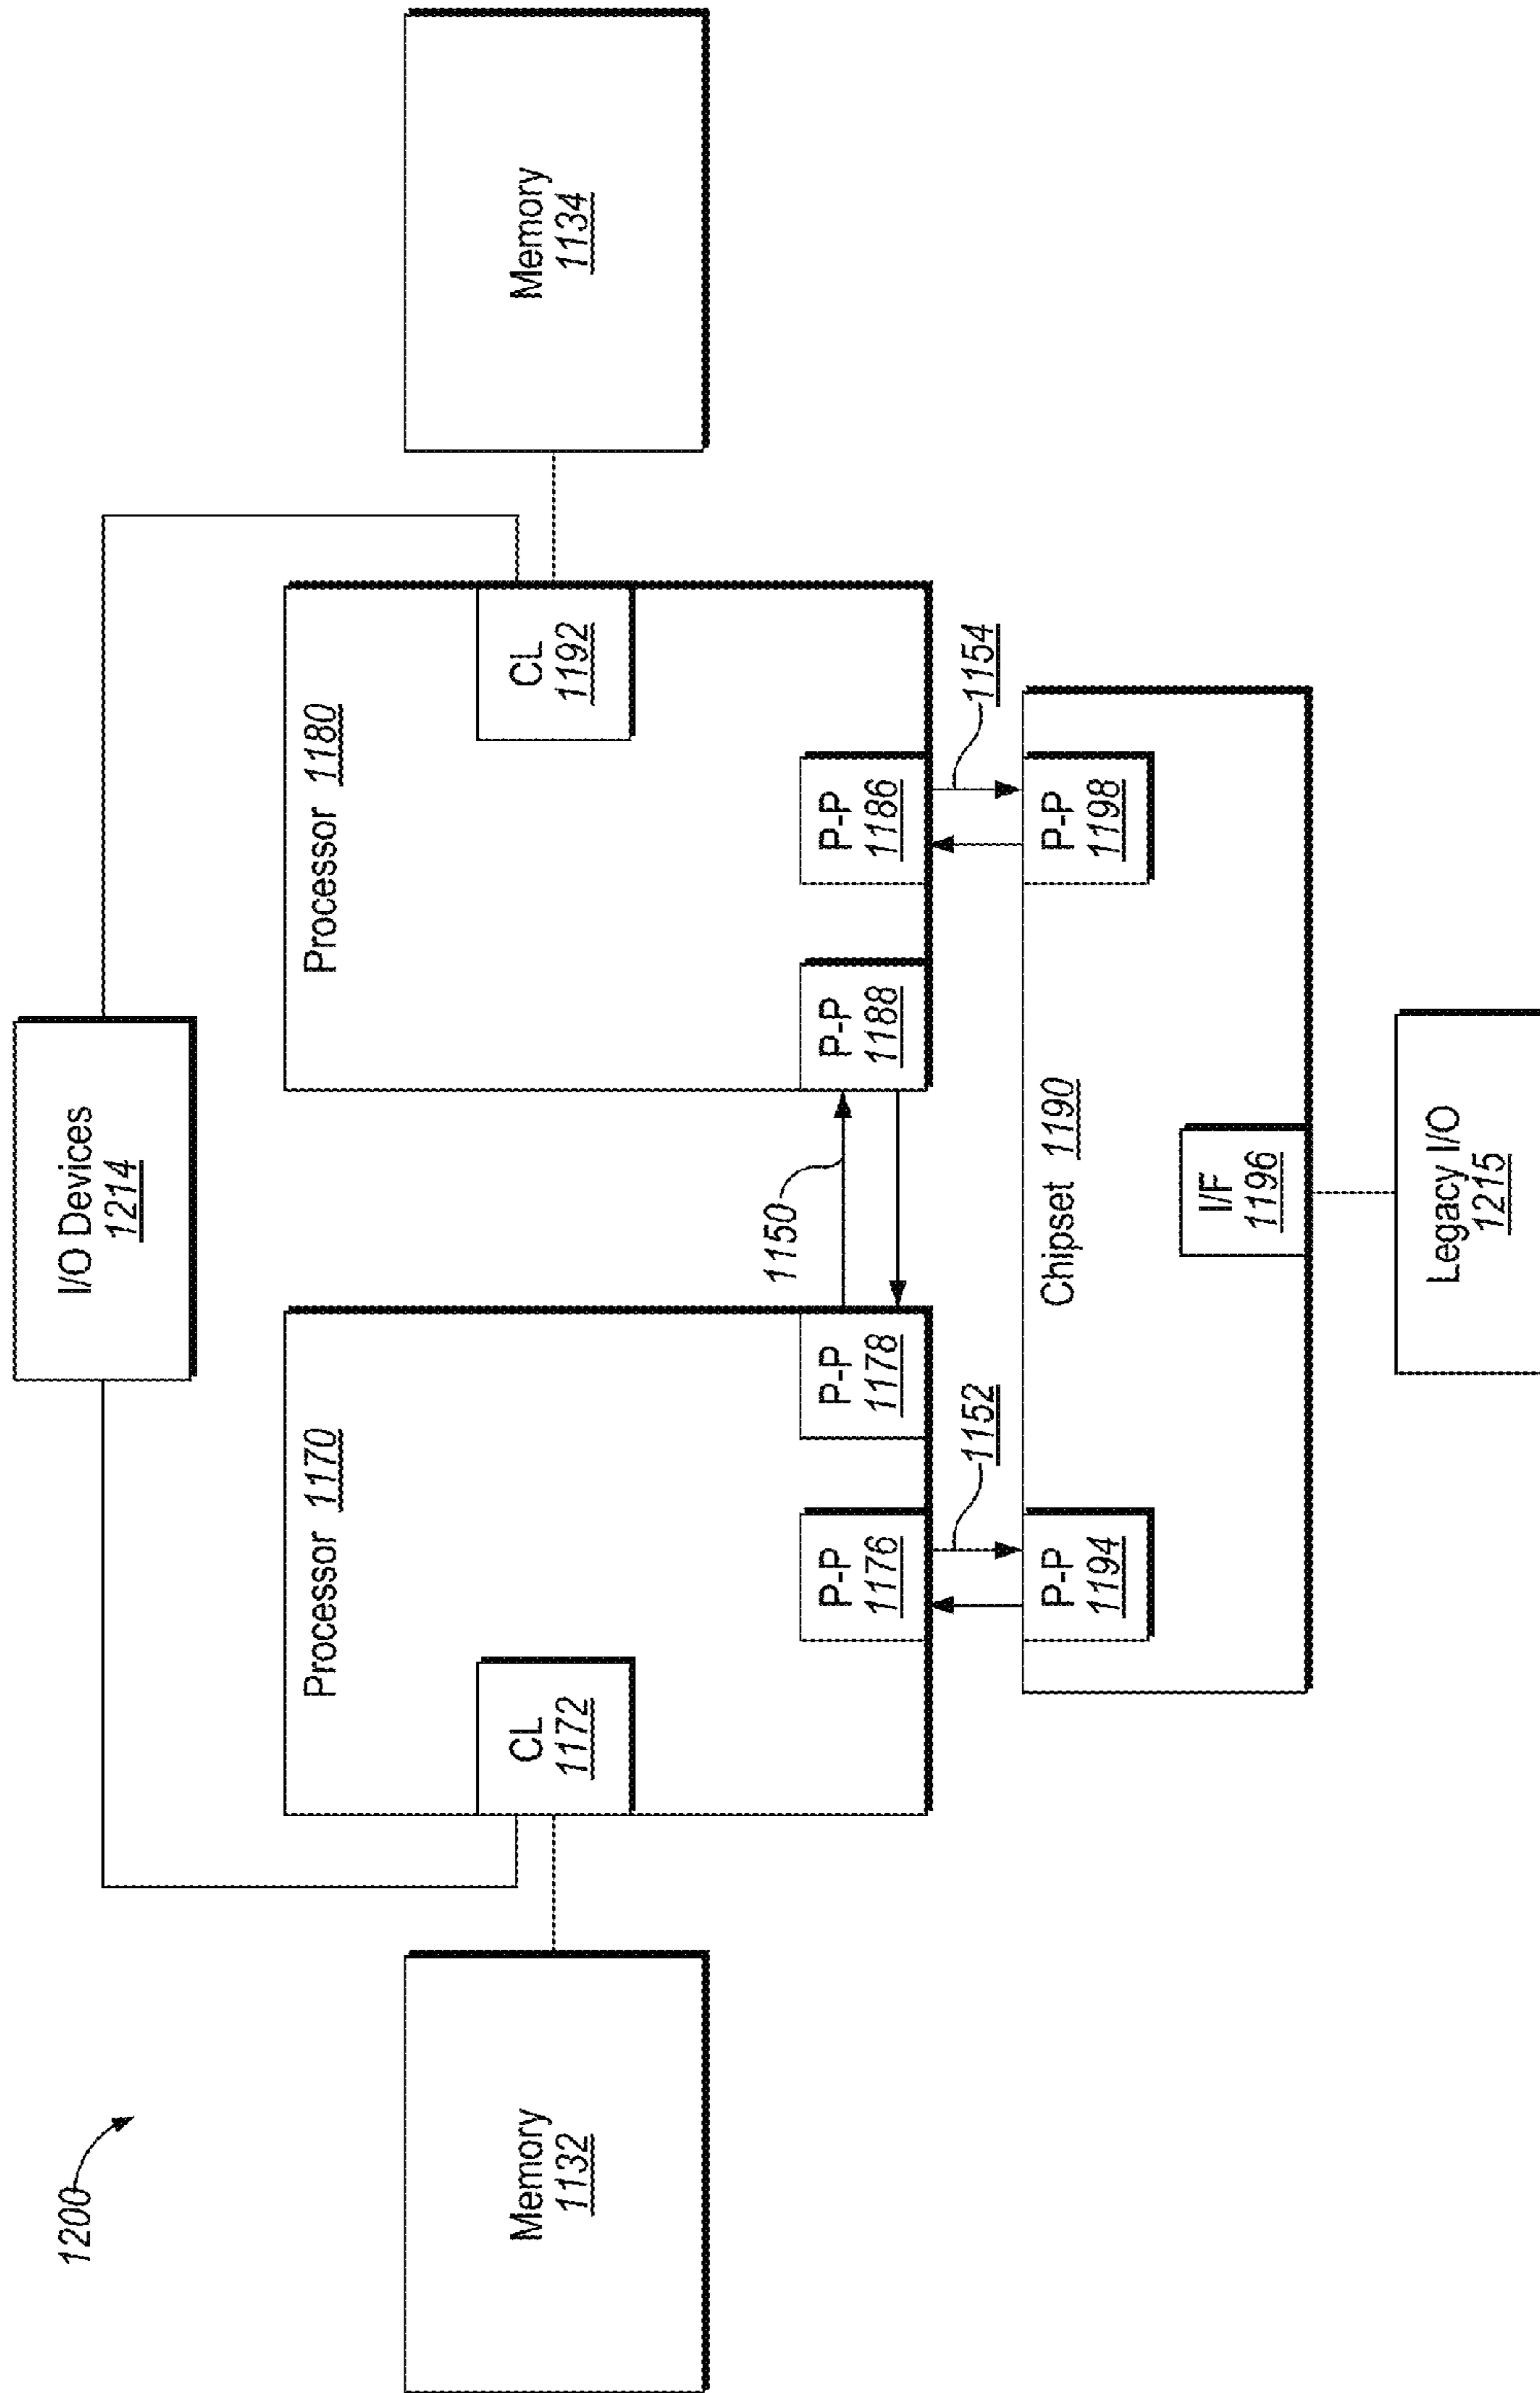 1200
I/O Devices
1214
Memory
1132
Processor 1170
CL
1172
P-P
1176
P-P
1178
1150
Processor 1180
CL
1192
P-P
1188
P-P
1186
Memory
1134
1152
1154
Chipset 1190
P-P
1194
P-P
1198
I/F
1196
Legacy I/O
1215